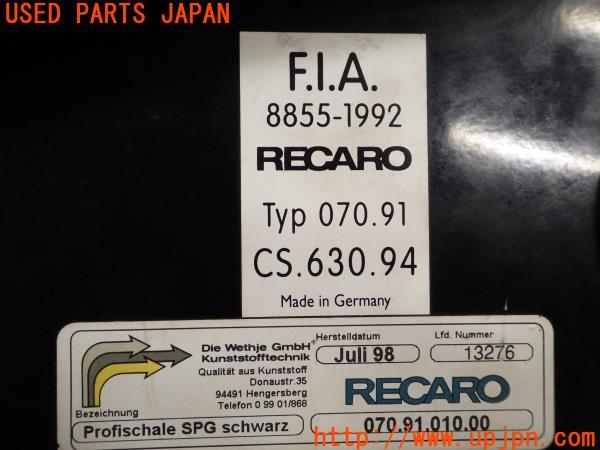 USED PARTS JAPAN
F.I.A.
8855-1992
RECARO
Typ 070.91
CS.630.94
Made in Germany
Die Wethje GmbH
Kunststofftechnik
Qualität aus Kunststoff
Donaustr.35
94491 Hengersberg
Telefon 0 99 01/868
Herstelldatum
Juli 98
Lfd. Nummer
13276
RECARO
Bezeichnung
Profischale SPG schwarz
070.91.010.00
http://www.upjpn.com